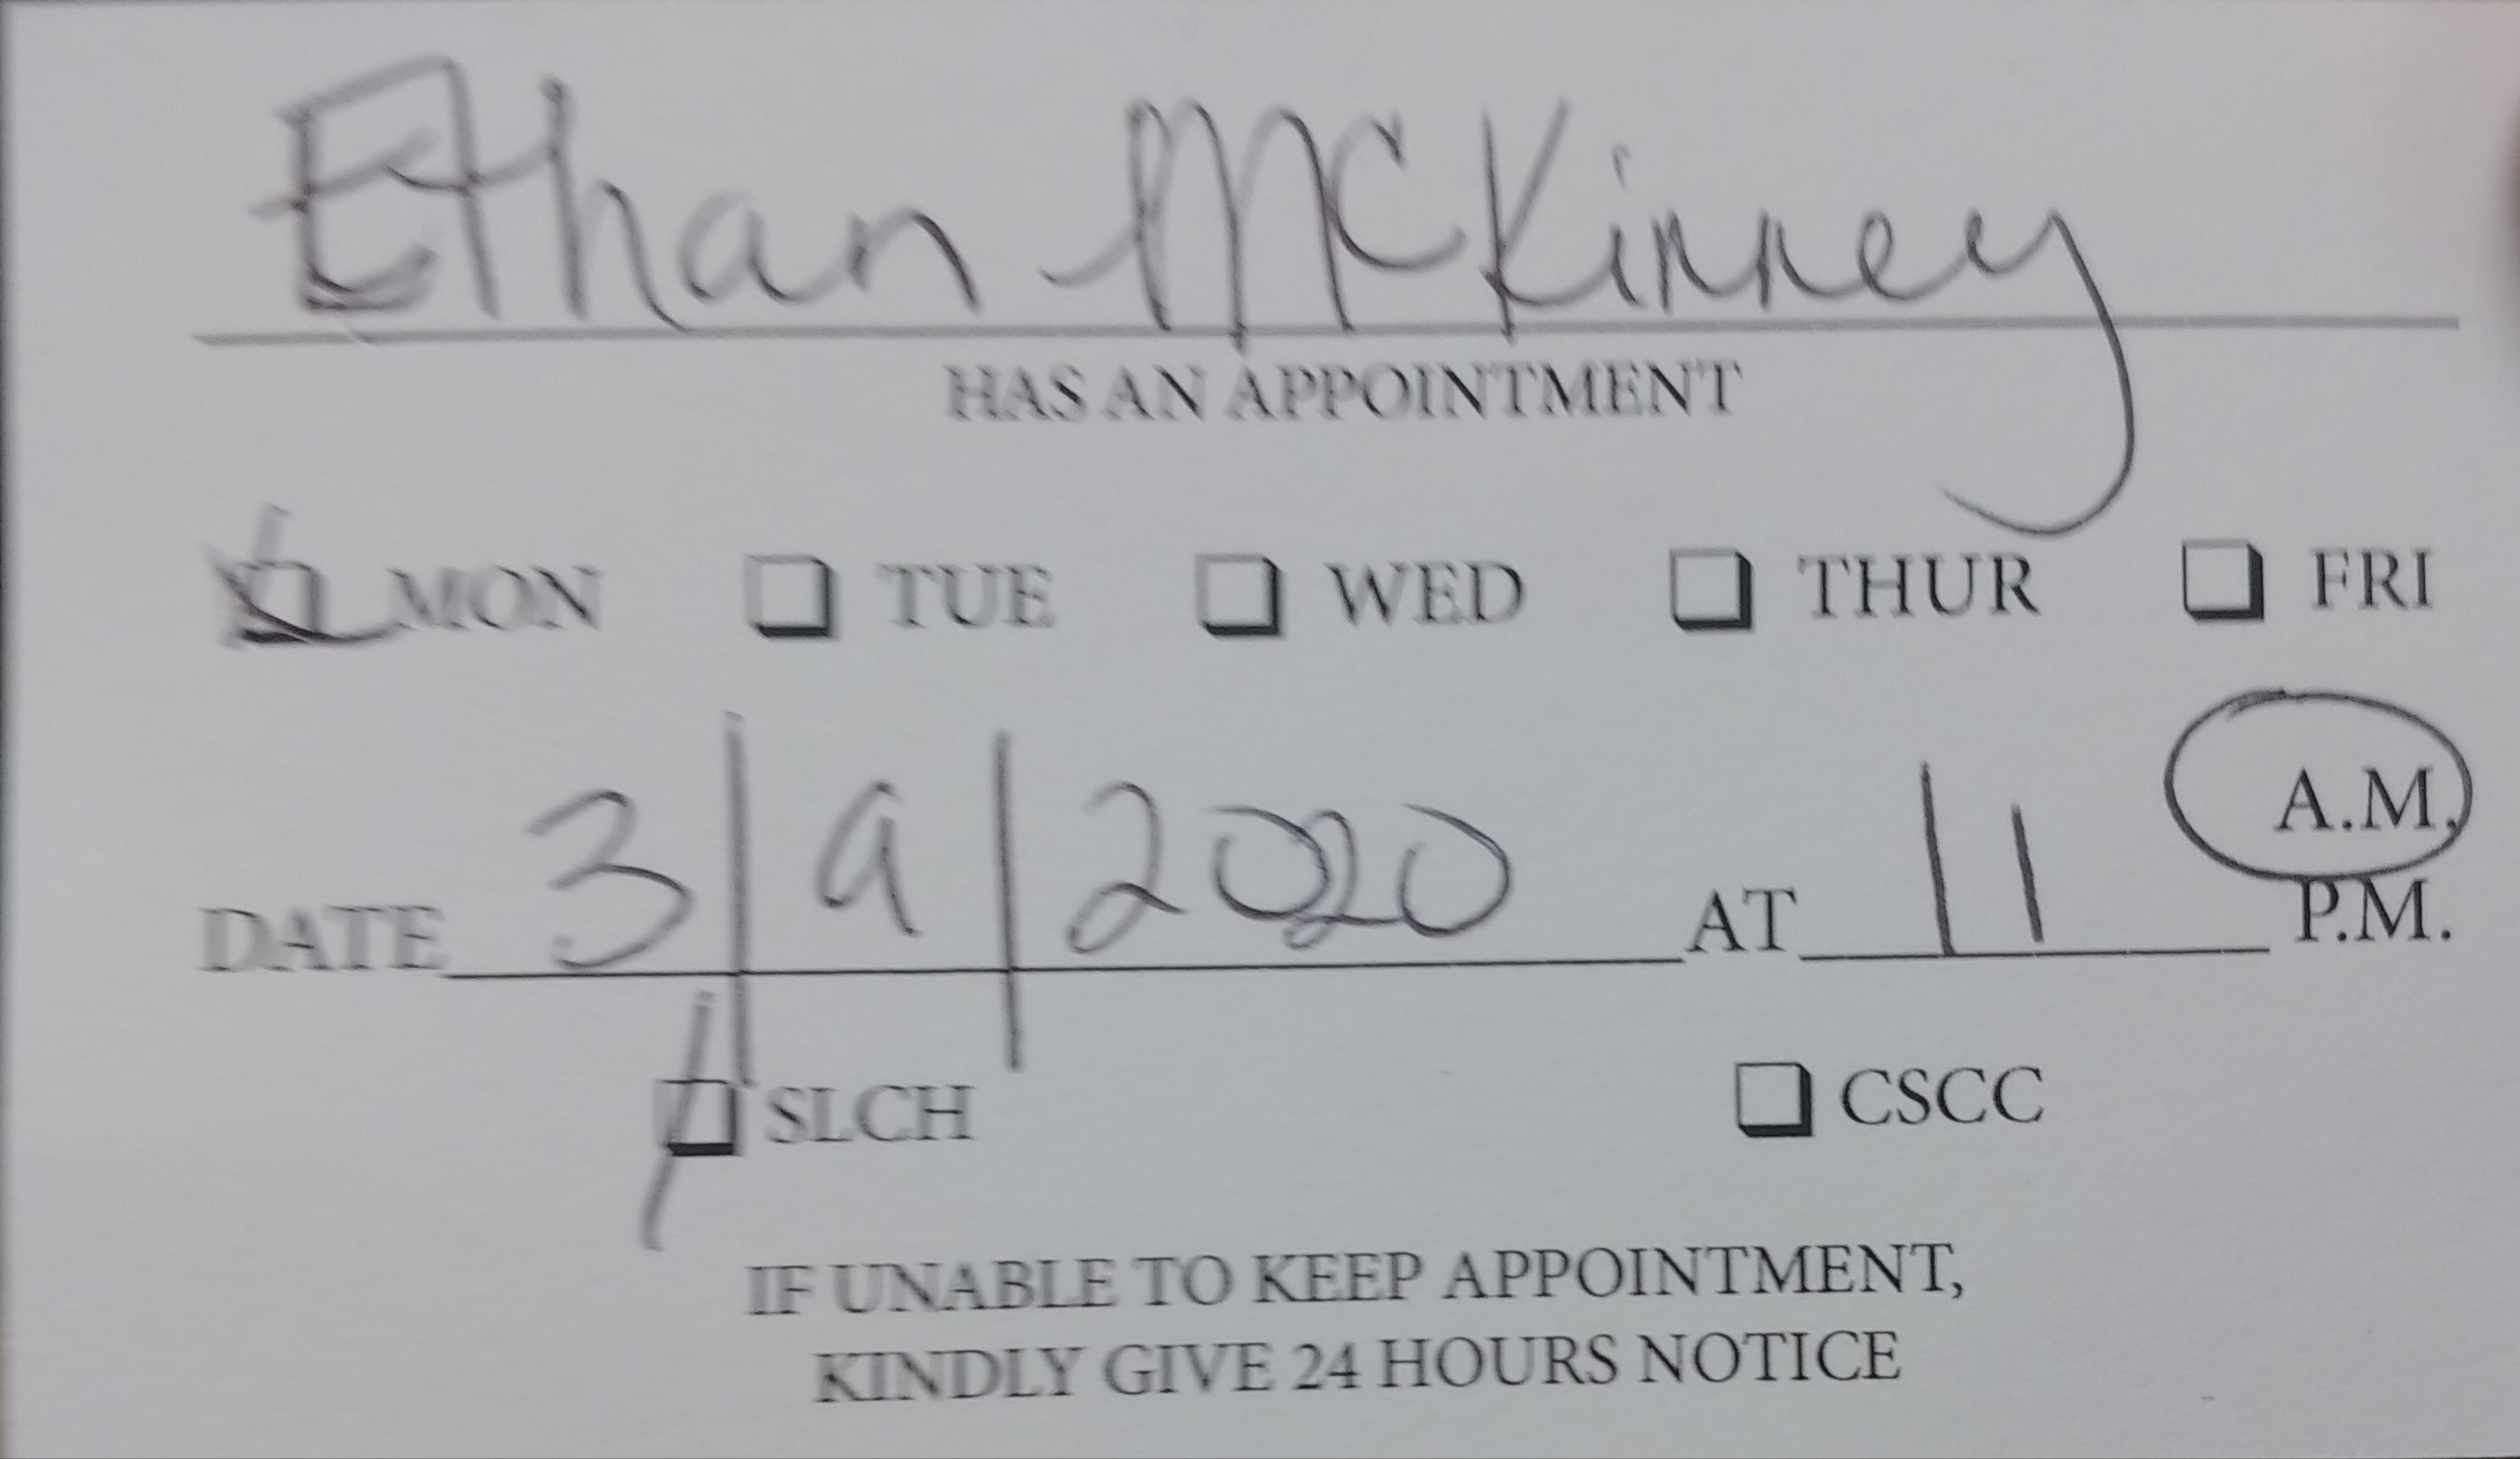 Ethan McKinney
HAS AN APPOINTMENT
MON TUE WED THUR FRI
DATE 3/9/2020 AT 11 A.M.
P.M.
SLCH CSCC
IF UNABLE TO KEEP APPOINTMENT,
KINDLY GIVE 24 HOURS NOTICE